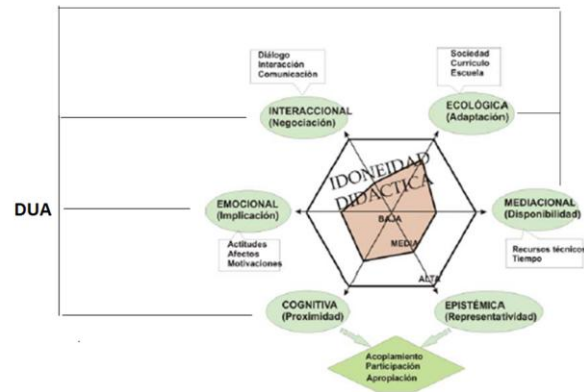 Diálogo
Interacción
Comunicación
Sociedad
Currículo
Escuela
INTERACCIONAL
(Negociación)
ECOLÓGICA
(Adaptación)
IDONEIDAD
DIDÁCTICA
DUA
EMOCIONAL
(Implicación)
BAJA
MEDIACIONAL
(Disponibilidad)
Actitudes
Afectos
Motivaciones
MEDIA
Recursos técnicos
Tiempo
ALTA
COGNITIVA
(Proximidad)
EPISTÉMICA
(Representatividad)
Acoplamiento
Participación
Apropiación